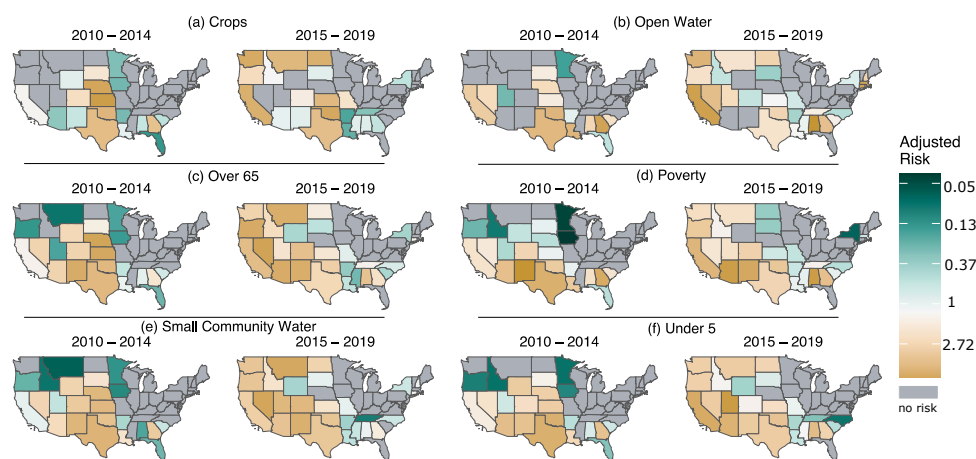 (a) Crops
2010 – 2014
2015 – 2019
(b) Open Water
2010 – 2014
2015 – 2019
(c) Over 65
2010 – 2014
2015 – 2019
(d) Poverty
2010 – 2014
2015 – 2019
(e) Small Community Water
2010 – 2014
2015 – 2019
(f) Under 5
2010 – 2014
2015 – 2019
Adjusted
Risk
0.05
0.13
0.37
1
2.72
no risk